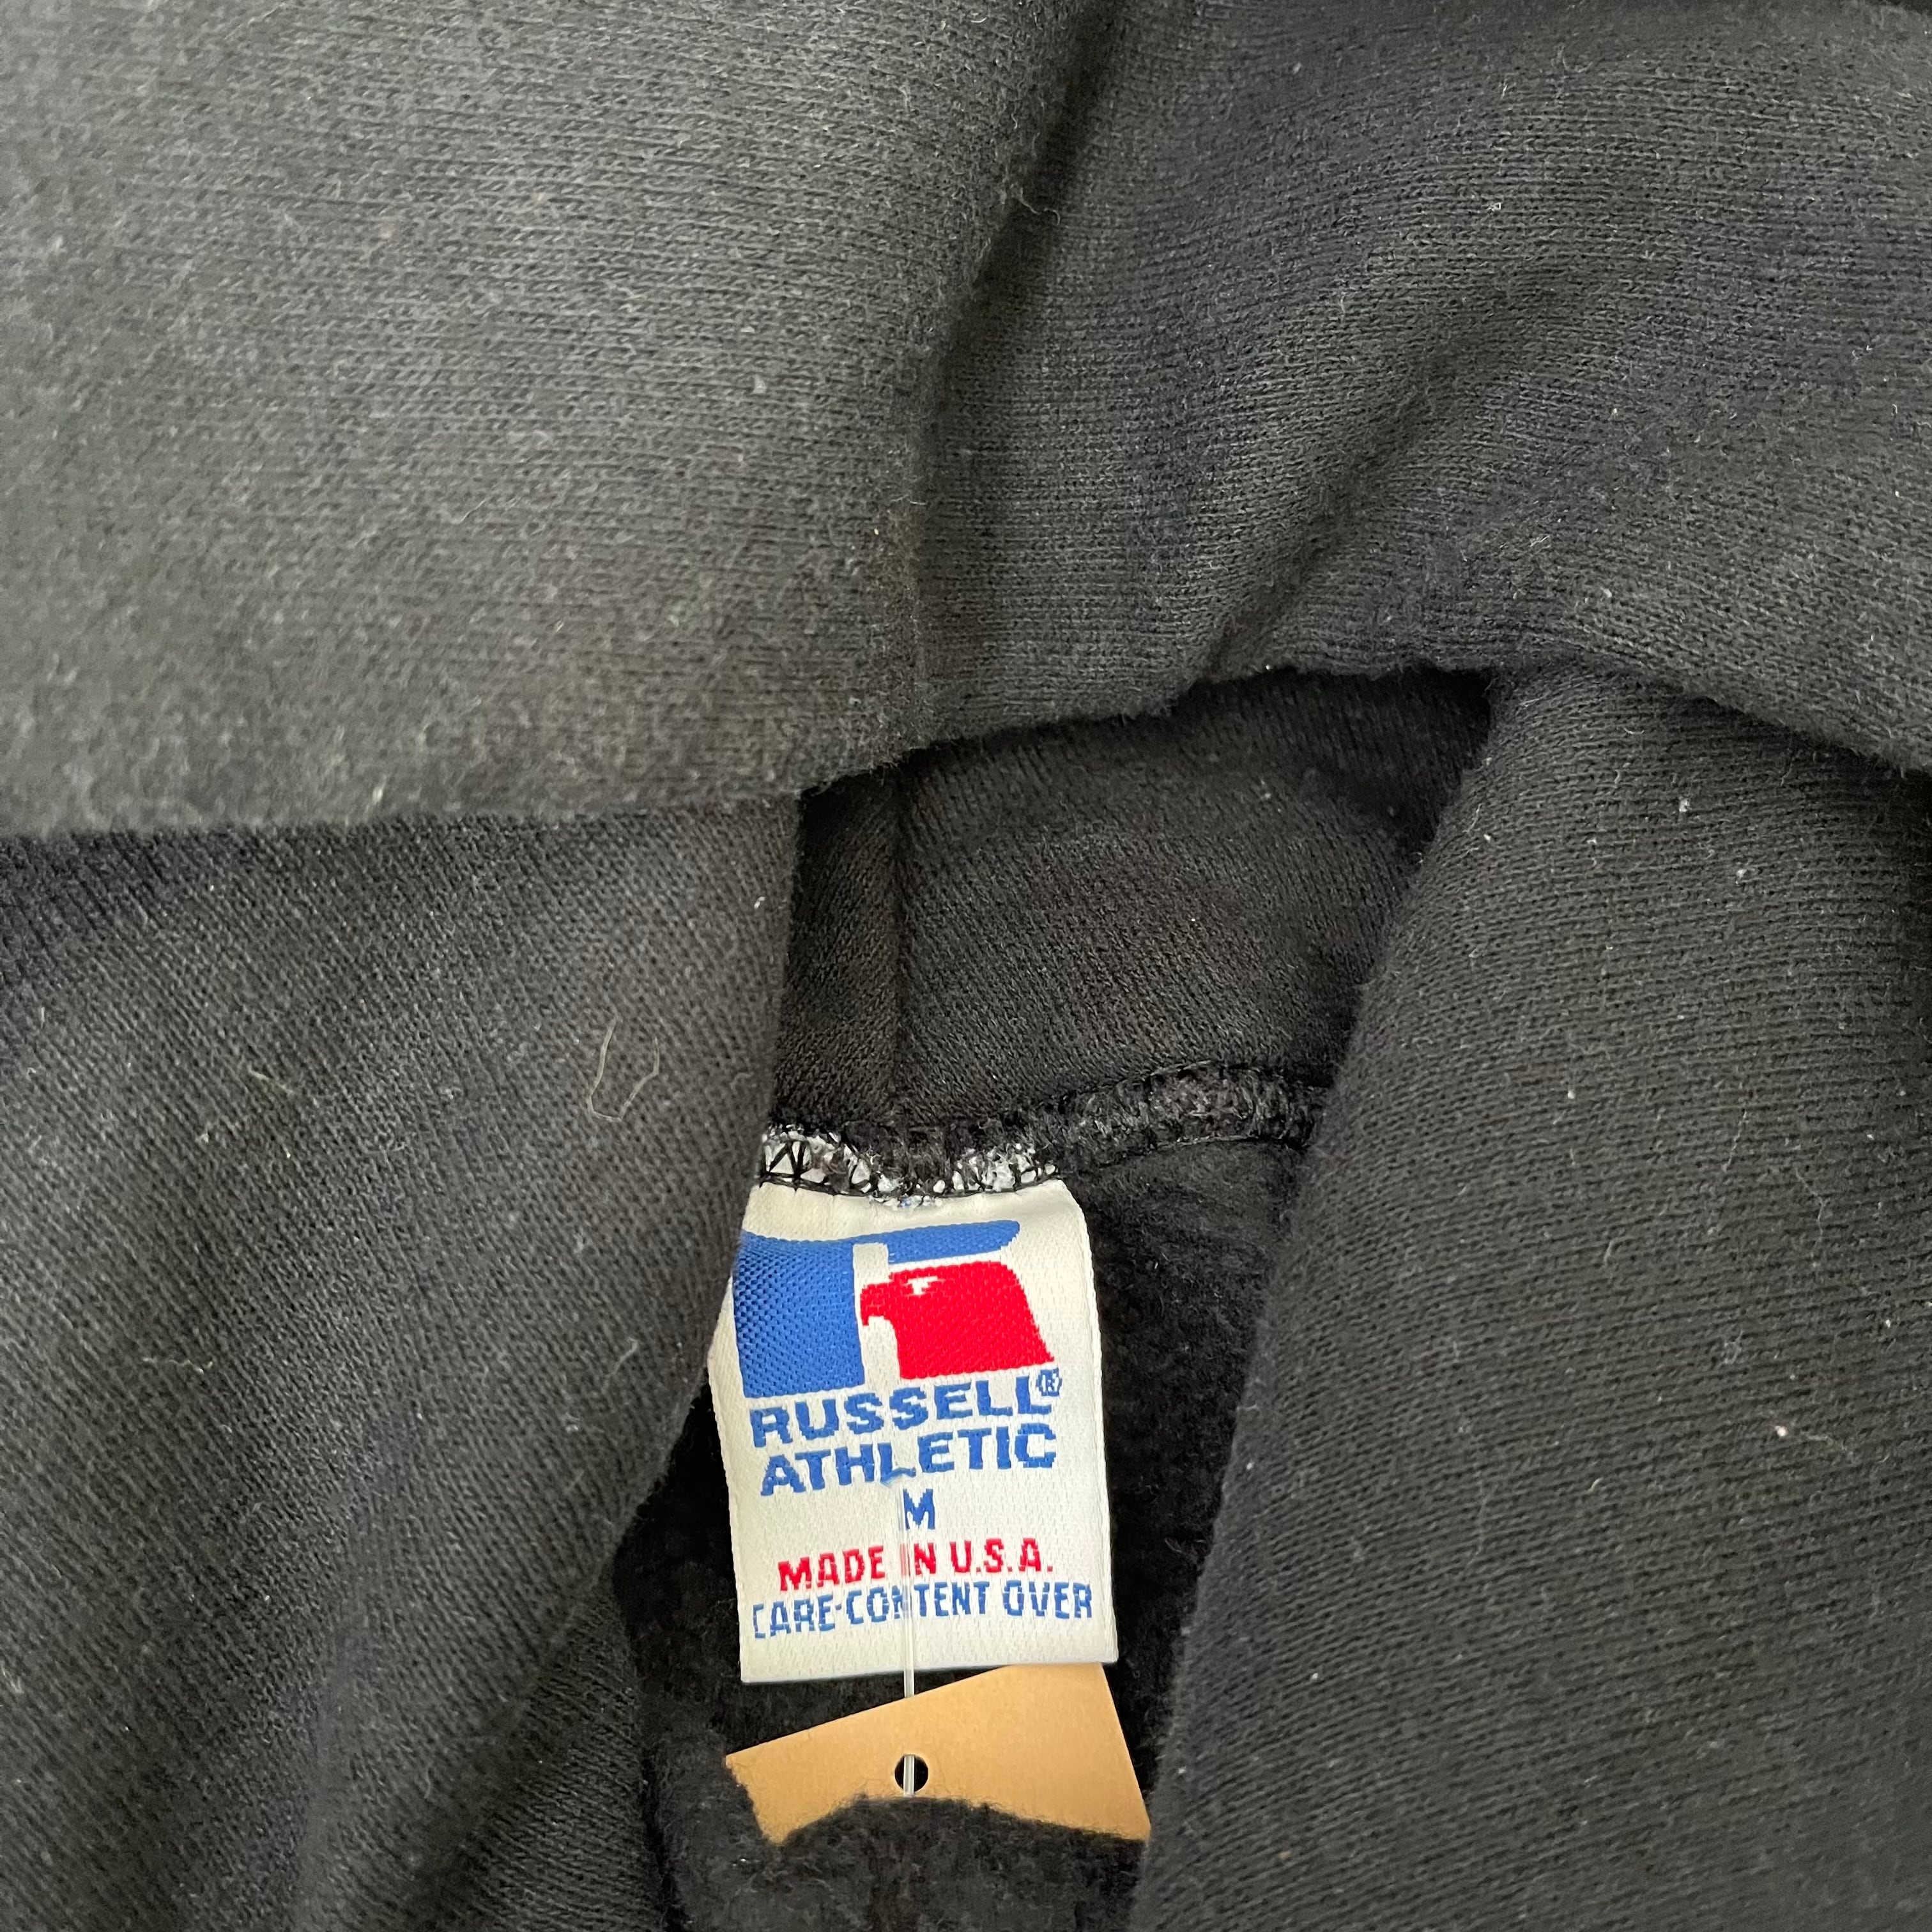 RUSSELL®
ATHLETIC
M
MADE IN U.S.A.
CARE-CONTENT OVER